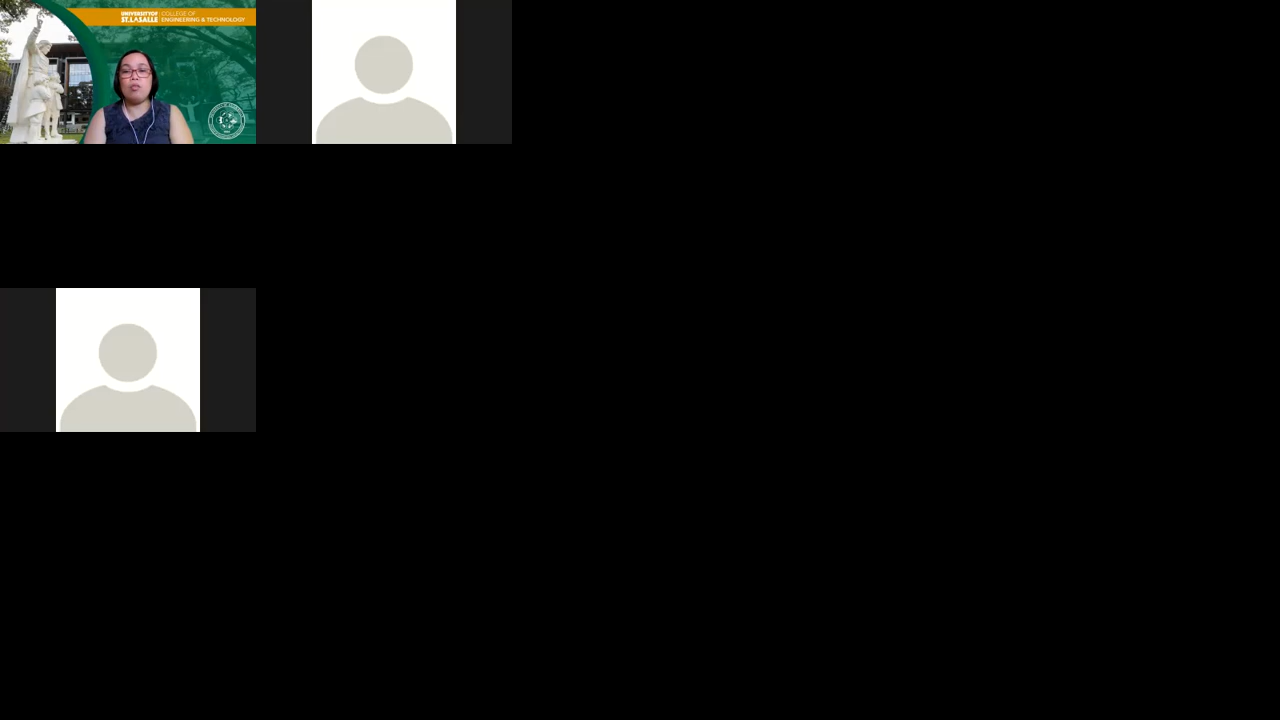 UNIVERSITY OF
ST. LA SALLE
COLLEGE OF
ENGINEERING & TECHNOLOGY